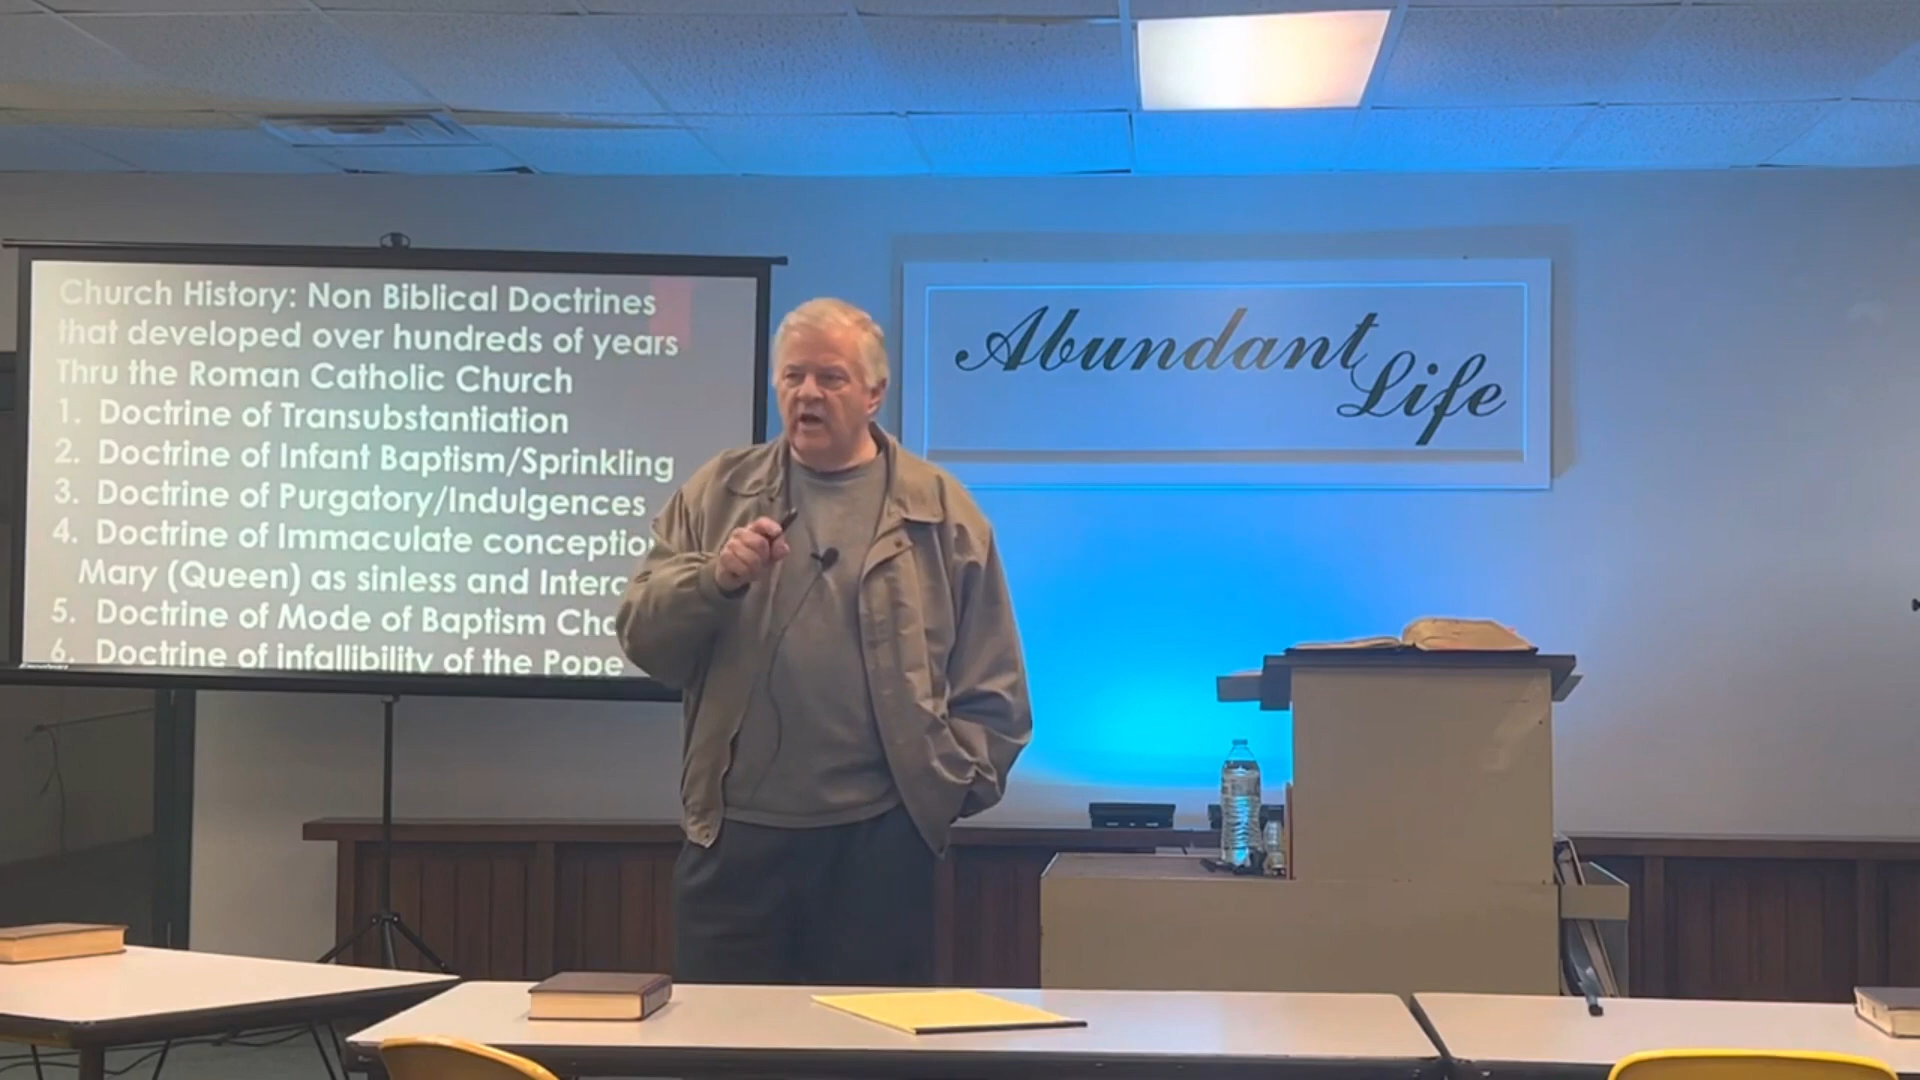 Church History: Non Biblical Doctrines
that developed over hundreds of years
Thru the Roman Catholic Church
1. Doctrine of Transubstantiation
2. Doctrine of Infant Baptism/Sprinkling
3. Doctrine of Purgatory/Indulgences
4. Doctrine of Immaculate
Mary (Queen) as sinless and
5. Doctrine of Mode of Baptism
6. Doctrine of infallibility of the Pope
Abundant
Life